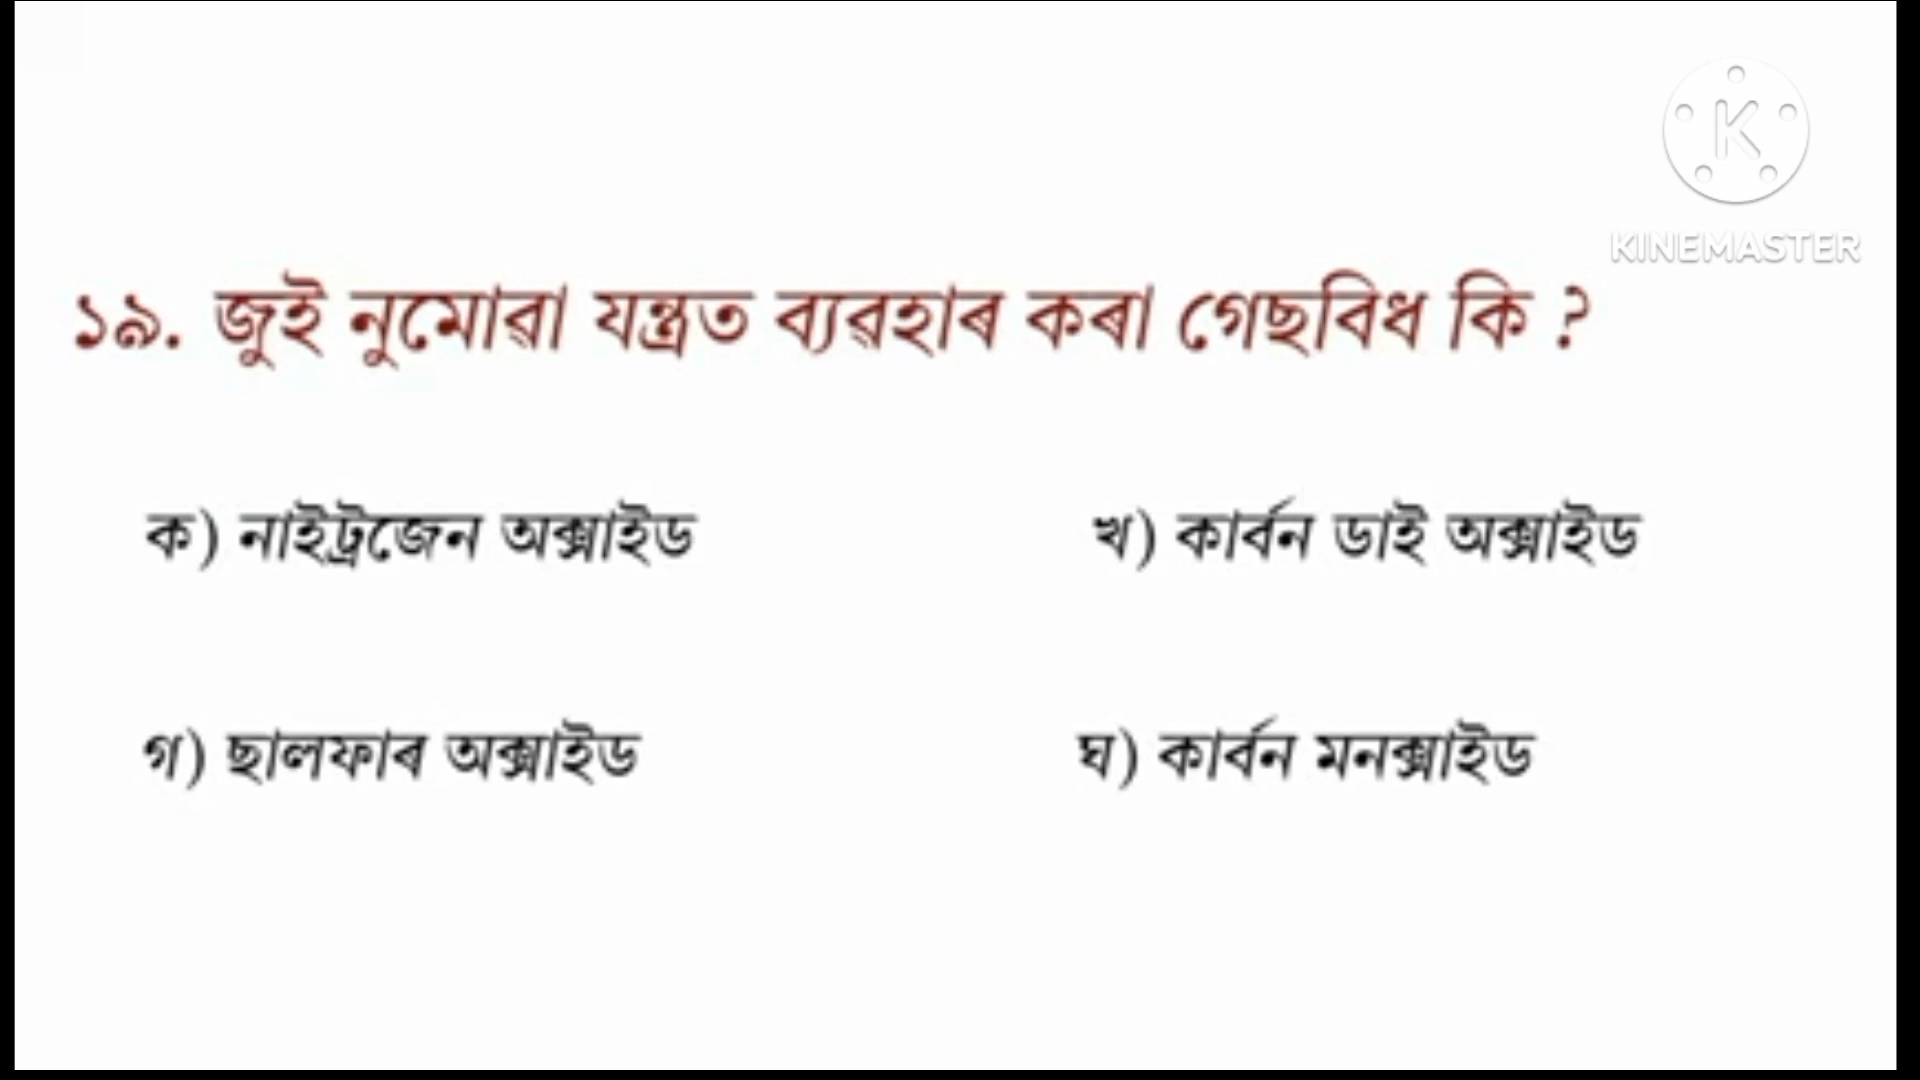 KINEMASTER
১৯. জুই নুমোৱা যন্ত্ৰত ব্যৱহাৰ কৰা গেছবিধ কি ?
ক) নাইট্ৰজেন অক্সাইড খ) কাৰ্বন ডাই অক্সাইড
গ) ছালফাৰ অক্সাইড ঘ) কাৰ্বন মনক্সাইড